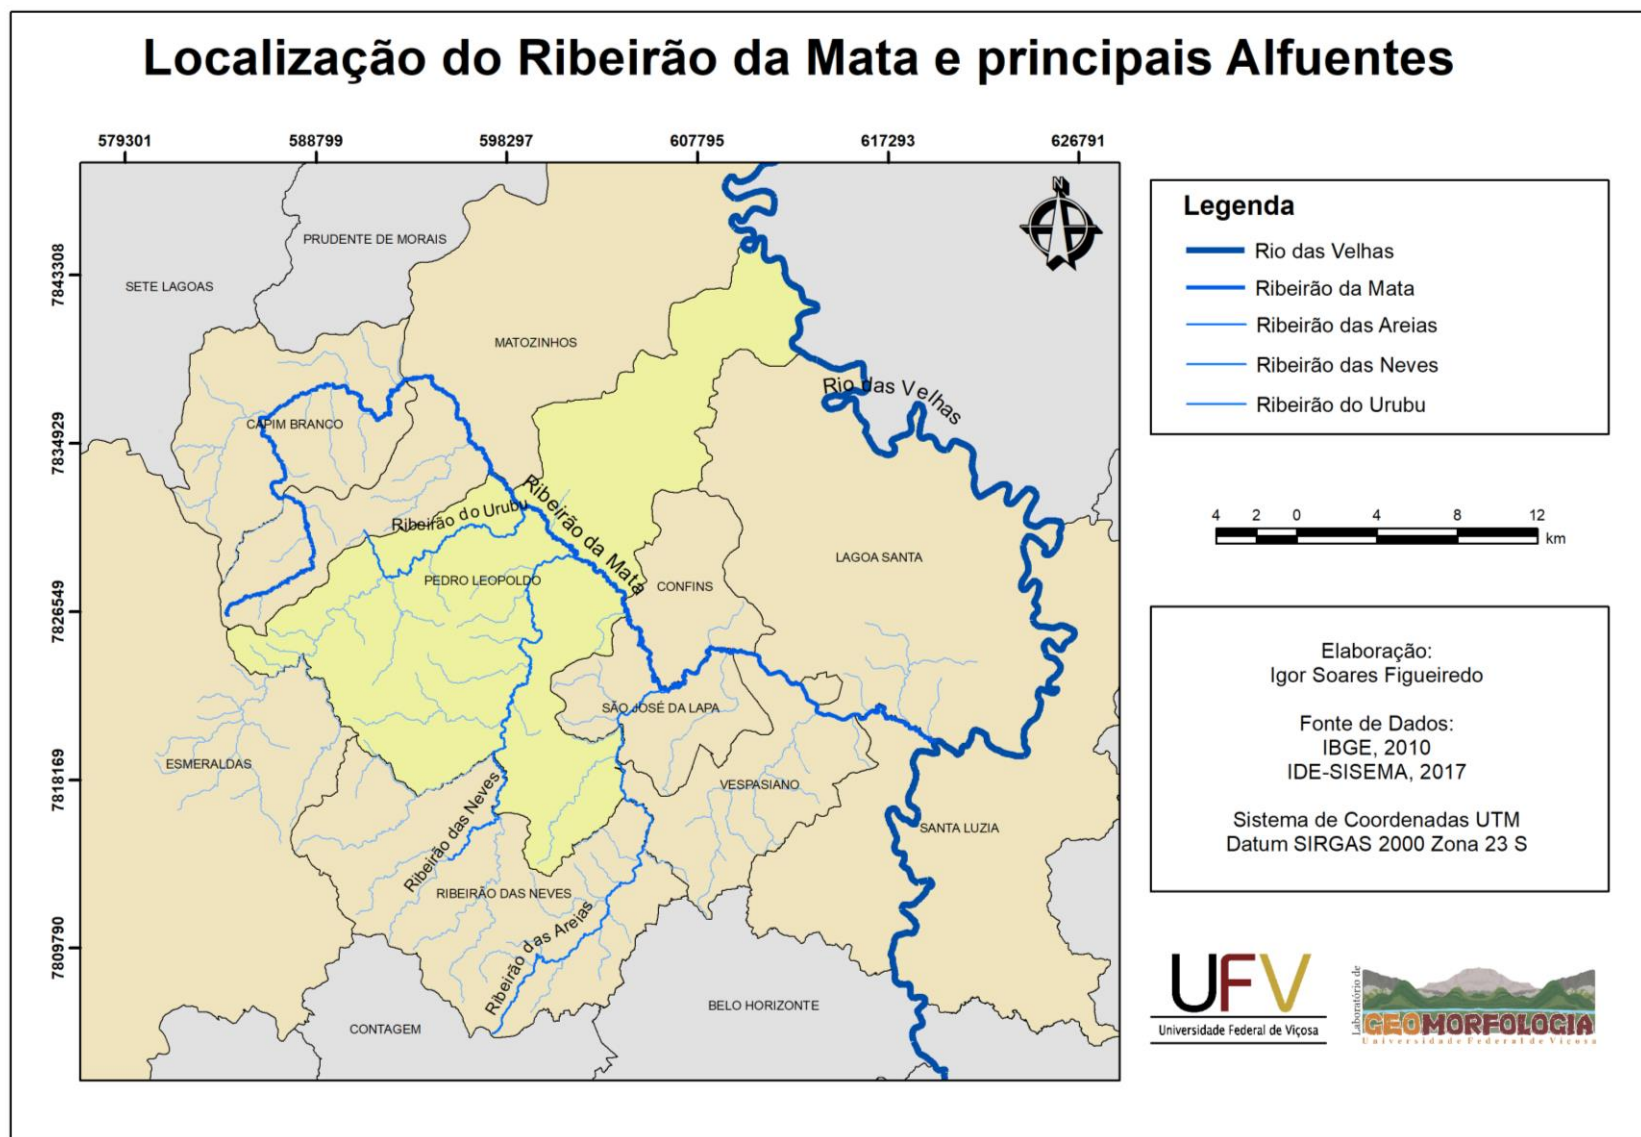 Localização do Ribeirão da Mata e principais Alfuentes
579301
588799
598297
607795
617293
626791
7843308
7834929
7826549
7818169
7809790
N
PRUDENTE DE MORAIS
SETE LAGOAS
MATOZINHOS
Rio das Velhas
CAPIM BRANCO
Ribeirão do Urubu
Ribeirão da Mata
LAGOA SANTA
PEDRO LEOPOLDO
CONFINS
SÃO JOSÉ DA LAPA
ESMERALDAS
VESPASIANO
Ribeirão das Neves
SANTA LUZIA
RIBEIRÃO DAS NEVES
Ribeirão das Areias
BELO HORIZONTE
CONTAGEM
Legenda
Rio das Velhas
Ribeirão da Mata
Ribeirão das Areias
Ribeirão das Neves
Ribeirão do Urubu
4 2 0 4 8 12
km
Elaboração:
Igor Soares Figueiredo
Fonte de Dados:
IBGE, 2010
IDE-SISEMA, 2017
Sistema de Coordenadas UTM
Datum SIRGAS 2000 Zona 23 S
UFV
Universidade Federal de Viçosa
Laboratório de
GEOMORFOLOGIA
Universidade Federal de Viçosa